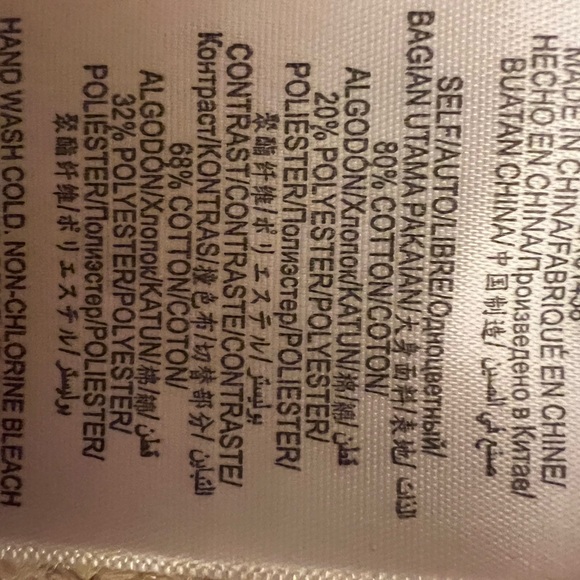 MADE IN CHINA/FABRIQUÉ EN CHINE/
HECHO EN CHINA/Произведено в Китае/
BUATAN CHINA/ 中国制造/ صنع في الصين
SELF/AUTO/LIBRE/Одноцветный/
BAGIAN UTAMA PAKAIAN/大身面料/表地/ الذات
80% COTTON/COTON/
ALGODÓN/Хлопок/KATUN/棉/綿/ قطن
20% POLYESTER/POLYESTER/
POLIÉSTER/Полиэстер/POLIESTER/
聚酯纤维/ポリエステル/ بوليستر
CONTRAST/CONTRASTE/CONTRASTE/
Контраст/KONTRAS/撞色布/切替部分/ التباين
68% COTTON/COTON/
ALGODÓN/Хлопок/KATUN/棉/綿/ قطن
32% POLYESTER/POLYESTER/
POLIÉSTER/Полиэстер/POLIESTER/
聚酯纤维/ポリエステル/ بوليستر
HAND WASH COLD. NON-CHLORINE BLEACH